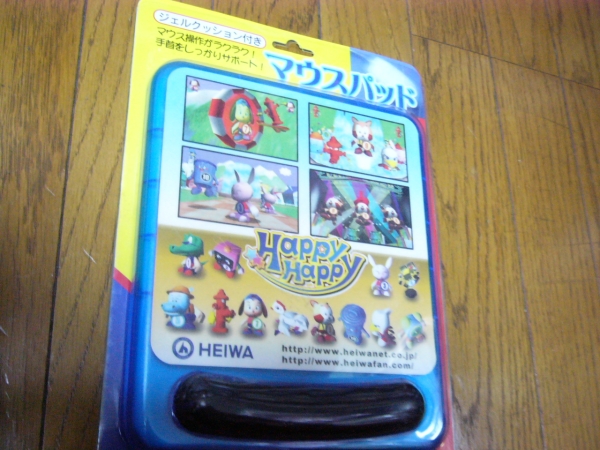 ジェルクッション付き
マウス操作がラクラク!
手首をしっかりサポート!
マウスパッド
Happy
Happy
HEIWA
http://www.heiwanet.co.jp/
http://www.heiwafan.com/